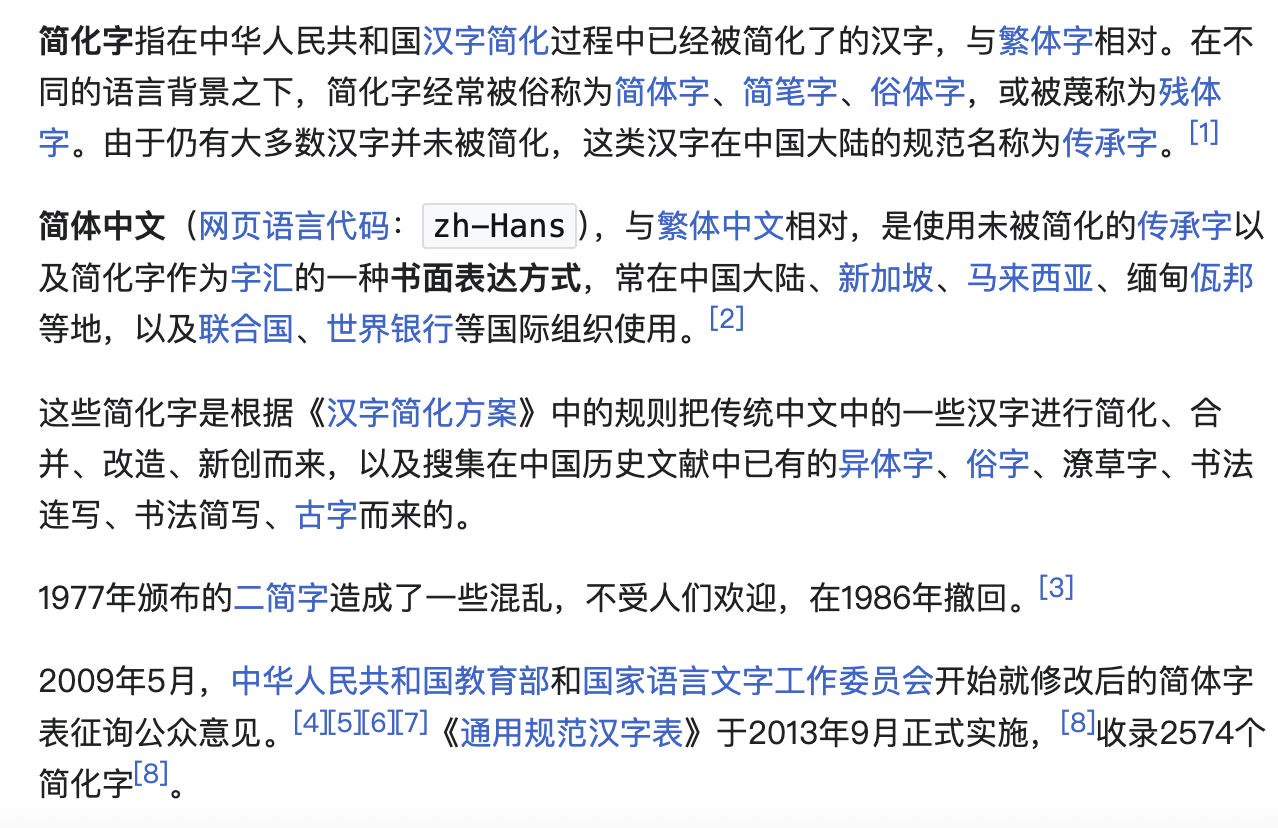 简化字指在中华人民共和国汉字简化过程中已经被简化了的汉字，与繁体字相对。在不
同的语言背景之下，简化字经常被俗称为简体字、简笔字、俗体字，或被蔑称为残体
字。由于仍有大多数汉字并未被简化，这类汉字在中国大陆的规范名称为传承字。[1]
简体中文（网页语言代码：zh-Hans），与繁体中文相对，是使用未被简化的传承字以
及简化字作为字汇的一种书面表达方式，常在中国大陆、新加坡、马来西亚、缅甸佤邦
等地，以及联合国、世界银行等国际组织使用。[2]
这些简化字是根据《汉字简化方案》中的规则把传统中文中的一些汉字进行简化、合
并、改造、新创而来，以及搜集在中国历史文献中已有的异体字、俗字、潦草字、书法
连写、书法简写、古字而来的。
1977年颁布的二简字造成了一些混乱，不受人们欢迎，在1986年撤回。[3]
2009年5月，中华人民共和国教育部和国家语言文字工作委员会开始就修改后的简体字
表征询公众意见。[4][5][6][7]《通用规范汉字表》于2013年9月正式实施，[8]收录2574个
简化字[8]。